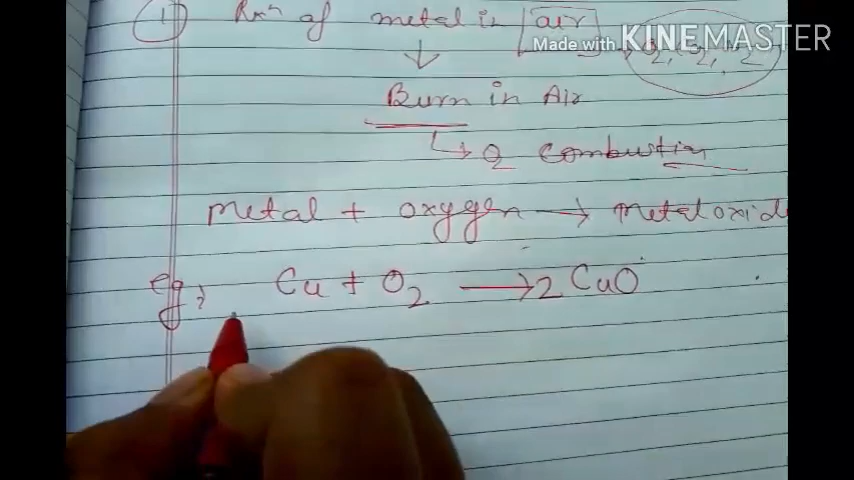 1 Rxn of metal in air
Made with KINEMASTER
Burn in Air
O2 Combustion
metal + oxygen → metal oxid
eg, Cu + O2 → 2 CuO